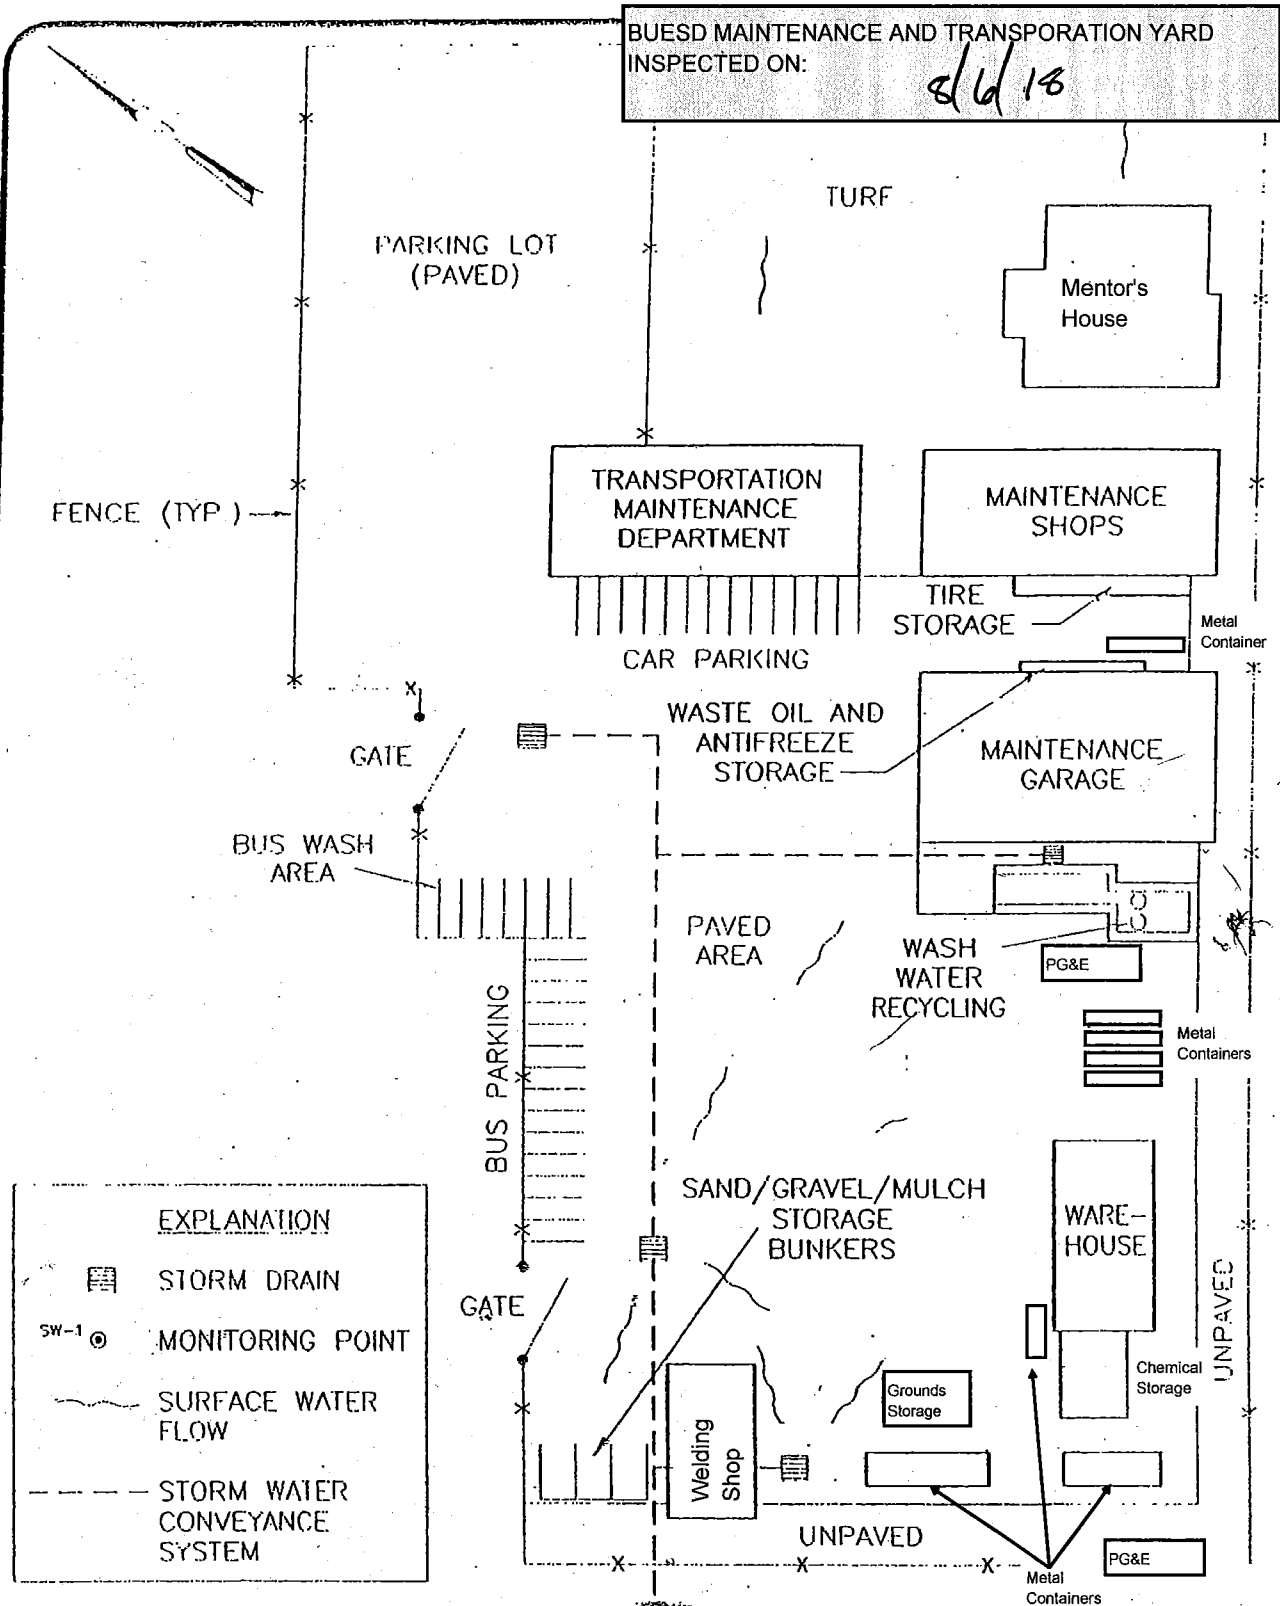 BUESD MAINTENANCE AND TRANSPORATION YARD
INSPECTED ON:
8/6/18
TURF
PARKING LOT
(PAVED)
Mentor's
House
TRANSPORTATION
MAINTENANCE
DEPARTMENT
MAINTENANCE
SHOPS
FENCE (TYP.)
TIRE
STORAGE
Metal
Container
CAR PARKING
WASTE OIL AND
ANTIFREEZE
STORAGE
MAINTENANCE
GARAGE
GATE
BUS WASH
AREA
PAVED
AREA
WASH
WATER
RECYCLING
PG&E
BUS PARKING
Metal
Containers
SAND/GRAVEL/MULCH
STORAGE
BUNKERS
WARE-
HOUSE
UNPAVED
GATE
Chemical
Storage
Grounds
Storage
Welding
Shop
UNPAVED
PG&E
Metal
Containers
EXPLANATION
STORM DRAIN
SW-1
MONITORING POINT
SURFACE WATER
FLOW
STORM WATER
CONVEYANCE
SYSTEM